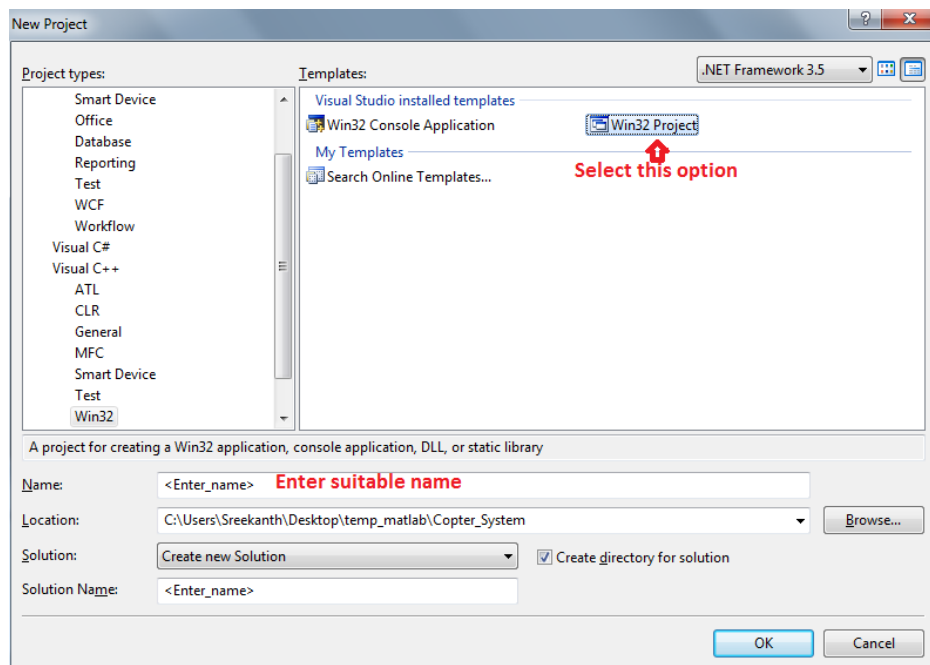 New Project
Project types:
Templates:
.NET Framework 3.5
Smart Device
Office
Database
Reporting
Test
WCF
Workflow
Visual C#
Visual C++
ATL
CLR
General
MFC
Smart Device
Test
Win32
Visual Studio installed templates
Win32 Console Application
Win32 Project
My Templates
Search Online Templates...
Select this option
A project for creating a Win32 application, console application, DLL, or static library
Name: <Enter_name> Enter suitable name
Location: C:\Users\Sreekanth\Desktop\temp_matlab\Copter_System Browse...
Solution: Create new Solution Create directory for solution
Solution Name: <Enter_name>
OK Cancel